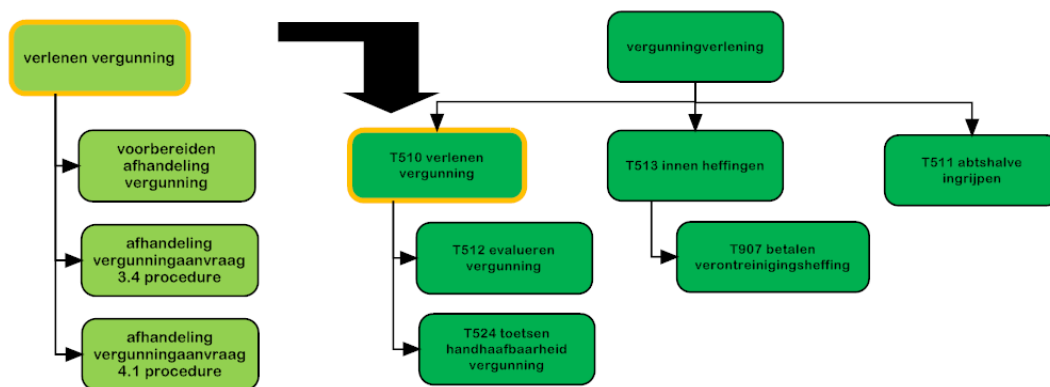 verlenen vergunning
voorbereiden
afhandeling
vergunning
afhandeling
vergunningaanvraag
3.4 procedure
afhandeling
vergunningaanvraag
4.1 procedure
vergunningverlening
T510 verlenen
vergunning
T512 evalueren
vergunning
T524 toetsen
handhaafbaarheid
vergunning
T513 innen heffingen
T907 betalen
verontreinigingsheffing
T511 abtshalve
ingrijpen